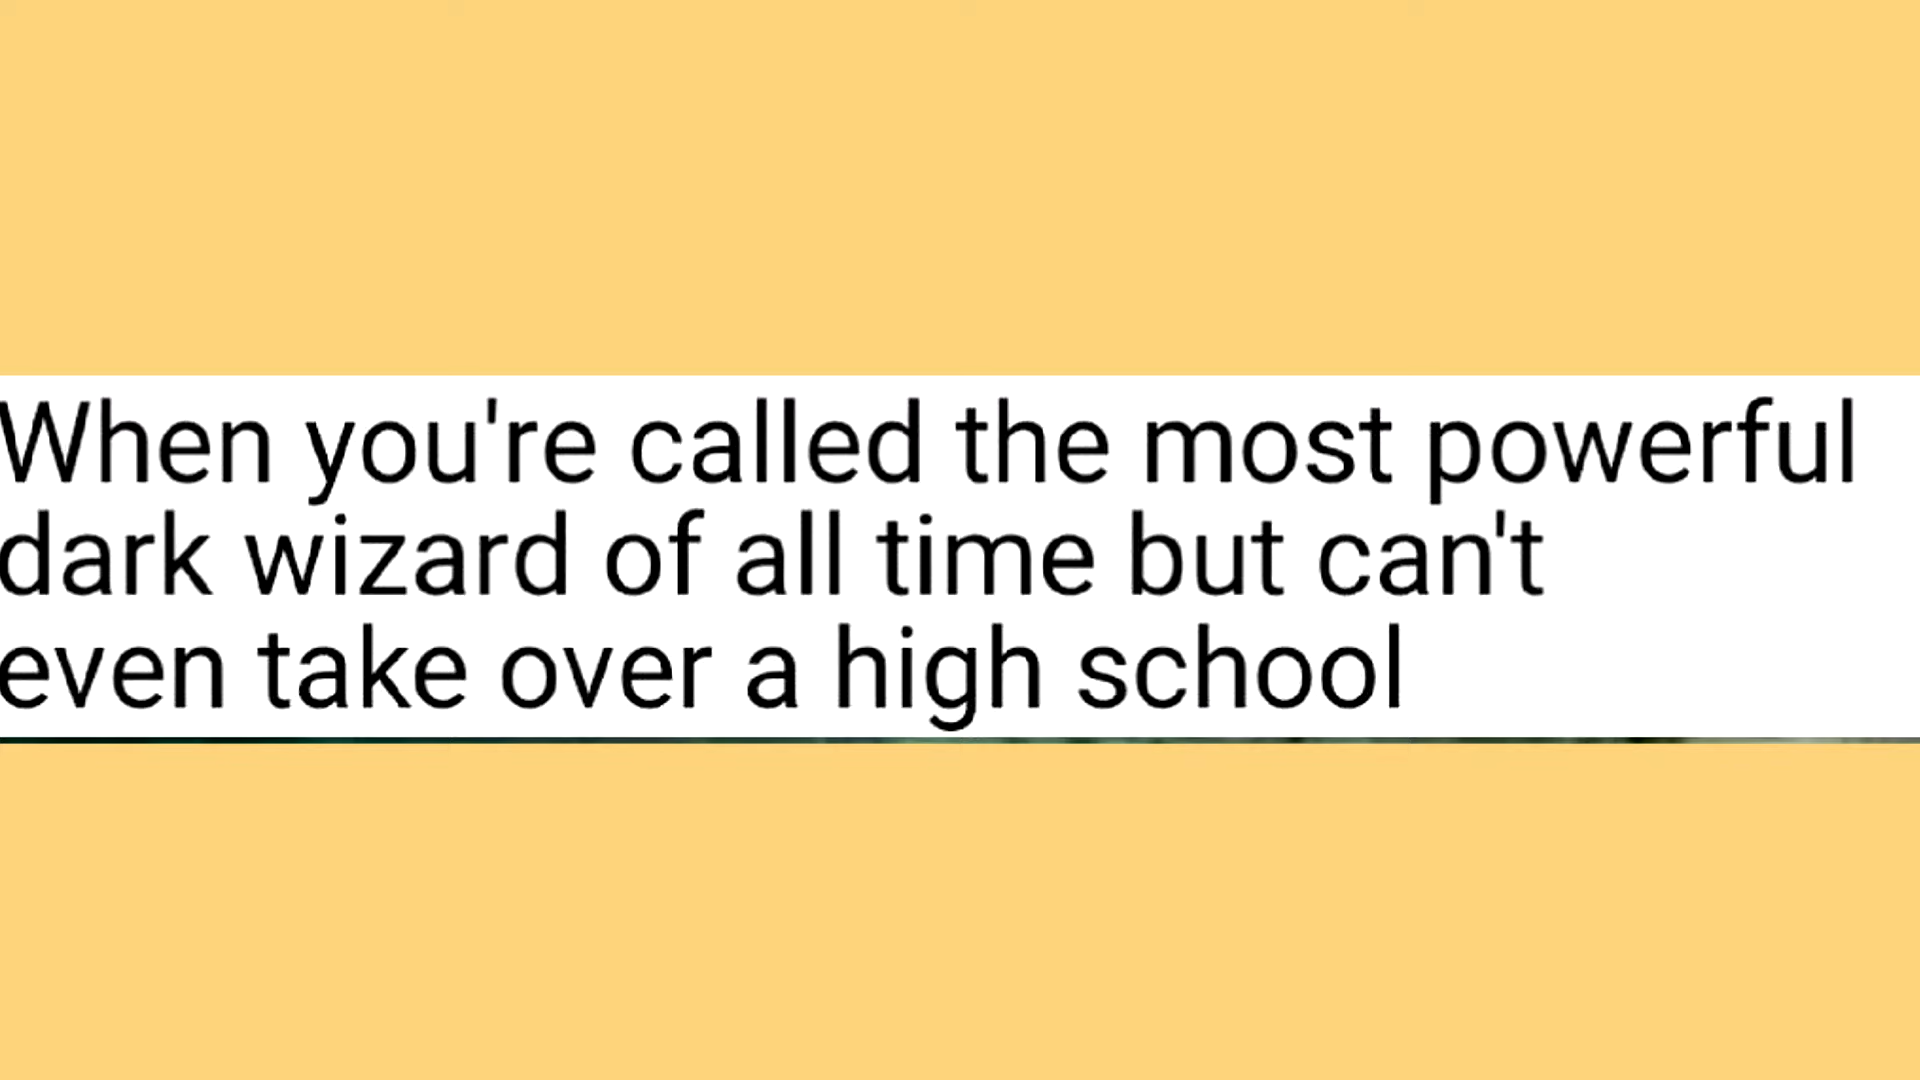 When you're called the most powerful
dark wizard of all time but can't
even take over a high school